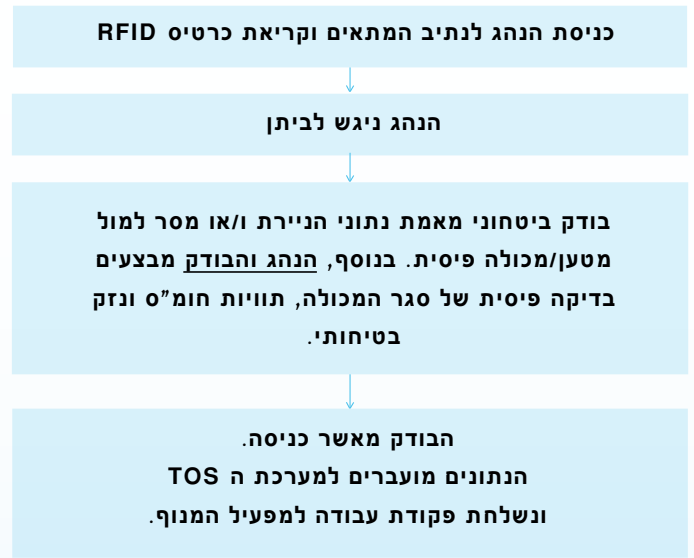 כניסת הנהג לנתיב המתאים וקריאת כרטיס RFID
הנהג ניגש לביתן
בודק ביטחוני מאמת נתוני הניירת ו/או מסר למול
מטען/מכולה פיסית. בנוסף, הנהג והבודק מבצעים
בדיקה פיסית של סגר המכולה, תוויות חומ"ס ונזק
בטיחותי.
הבודק מאשר כניסה.
הנתונים מועברים למערכת ה TOS
ונשלחת פקודת עבודה למפעיל המנוף.